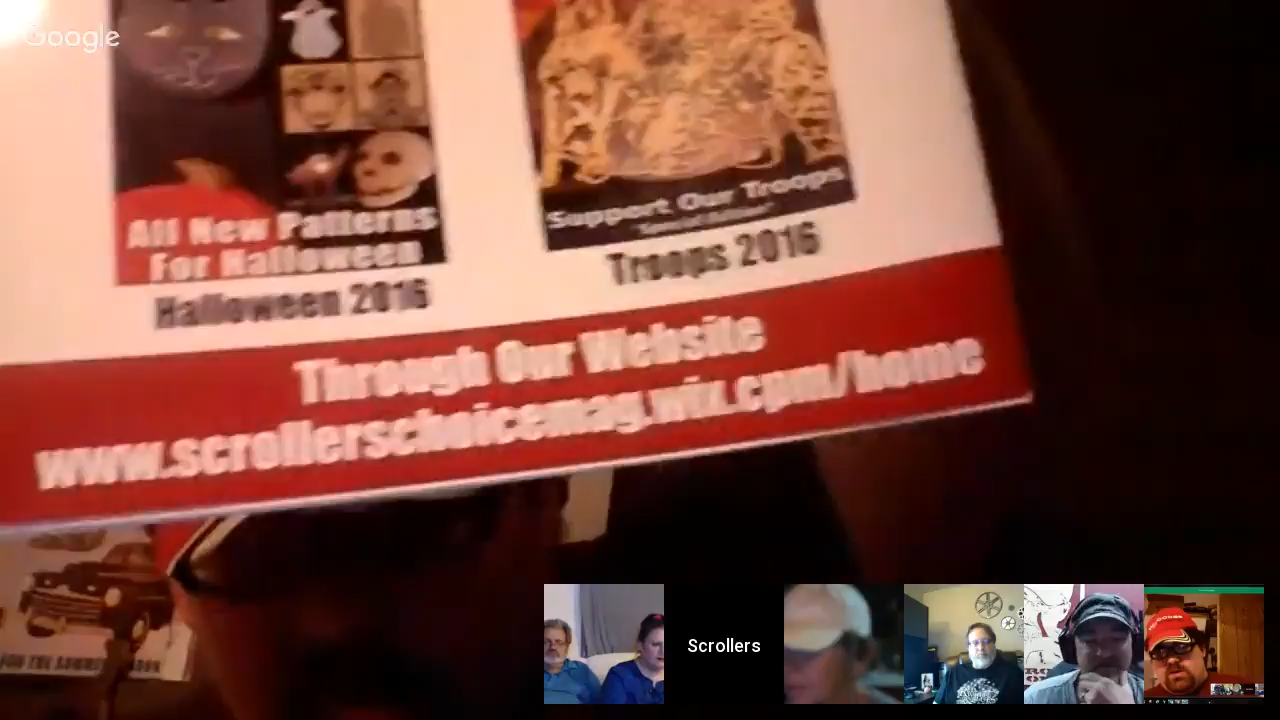 Google
All New Patterns
For Halloween
Halloween 2016
Support Our Troops
Troops 2016
Through Our Website
www.scrollerschoicemag.wix.cpm/home
Scrollers